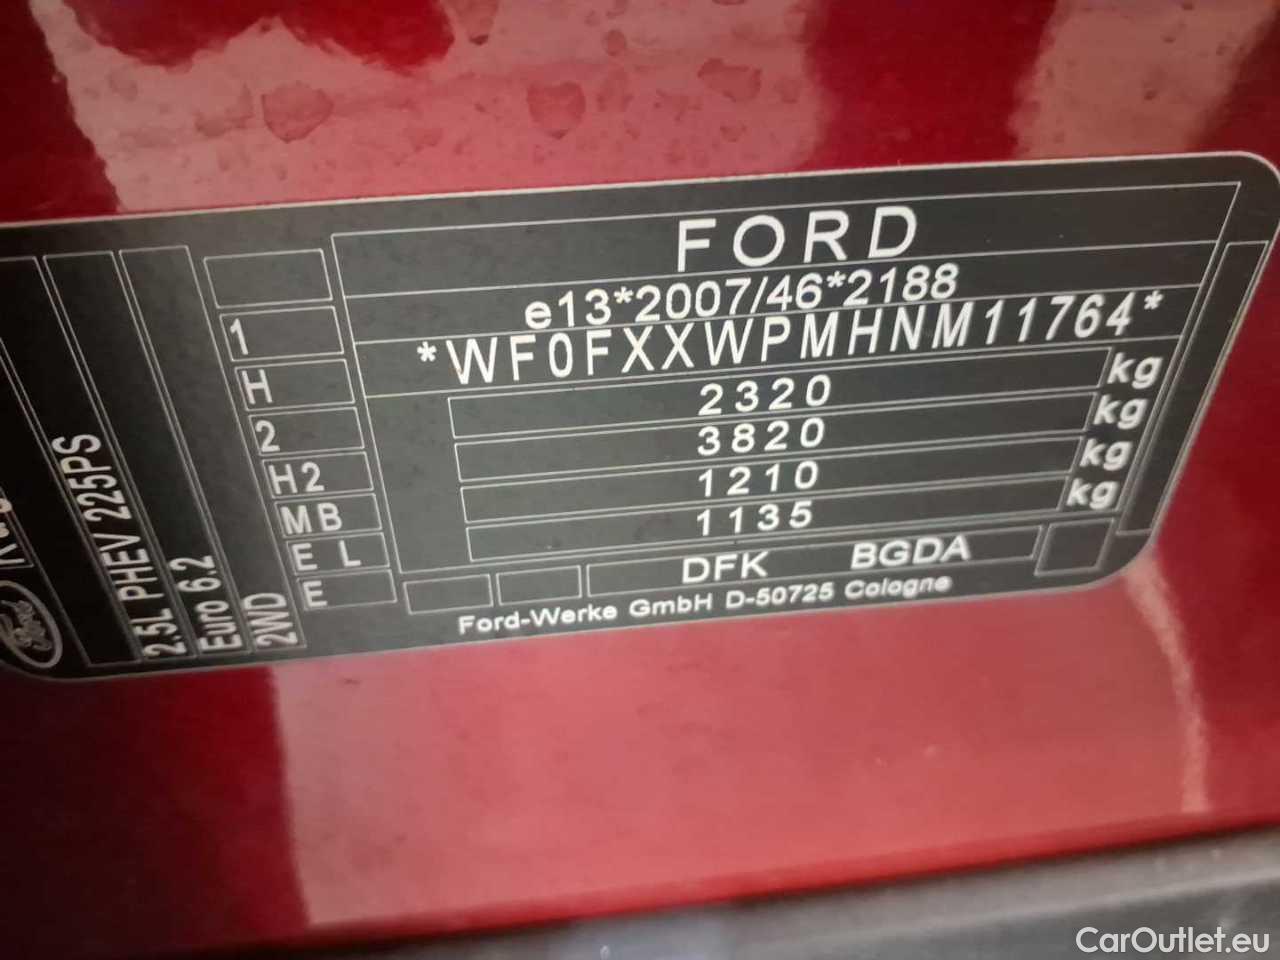 FORD
e13*2007/46*2188
*WF0FXXWPMHNM11764*
2320 kg
3820 kg
1210 kg
1135 kg
DFK BGDA
Ford-Werke GmbH D-50725 Cologne
1
H
2
H2
MB
E L
E
2WD
Euro 6.2
2.5L PHEV 225PS
Ford
CarOutlet.eu